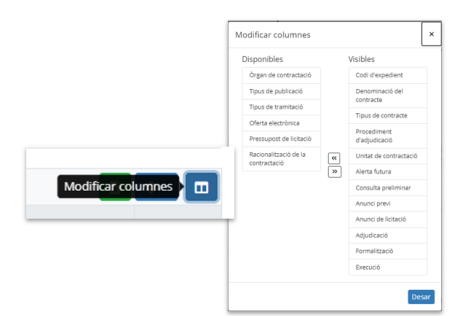 Modificar columnes
×
Disponibles
Òrgan de contractació
Tipus de publicació
Tipus de tramitació
Oferta electrònica
Pressupost de licitació
Racionalització de la
contractació
«
»
Visibles
Codi d'expedient
Denominació del
contracte
Tipus de contracte
Procediment
d'adjudicació
Unitat de contractació
Alerta futura
Consulta preliminar
Anunci previ
Anunci de licitació
Adjudicació
Formalització
Execució
Desar
Modificar columnes